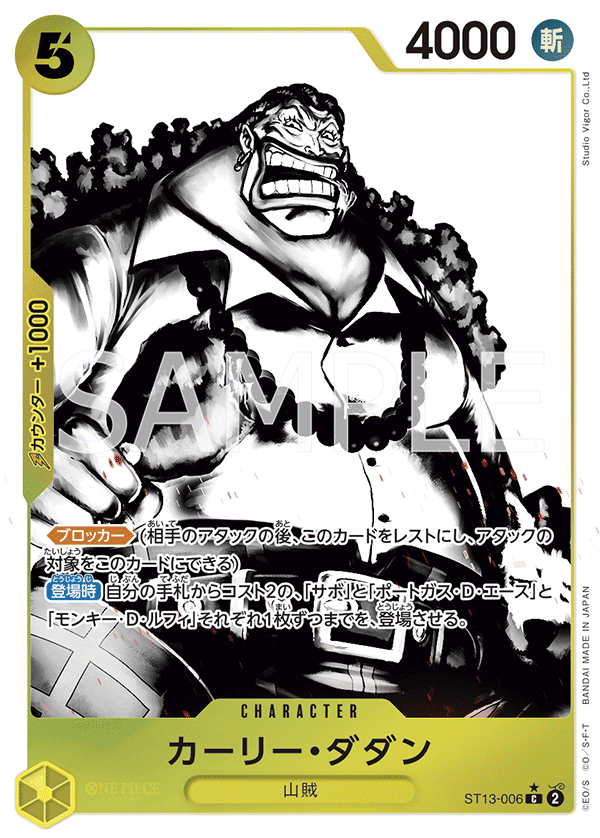 5
4000
斬
Studio Vigor Co.,Ltd
カウンター +1000
SAMPLE
ブロッカー (相手のアタックの後、このカードをレストにし、アタックの
対象をこのカードにできる)
登場時 自分の手札からコスト2の、「サボ」と「ポートガス・D・エース」と
「モンキー・D・ルフィ」それぞれ1枚ずつまでを、登場させる。
CHARACTER
カーリー・ダダン
ONE PIECE
山賊
ST13-006 ★ C 2
©E.O/S ©O/S・F・T BANDAI MADE IN JAPAN